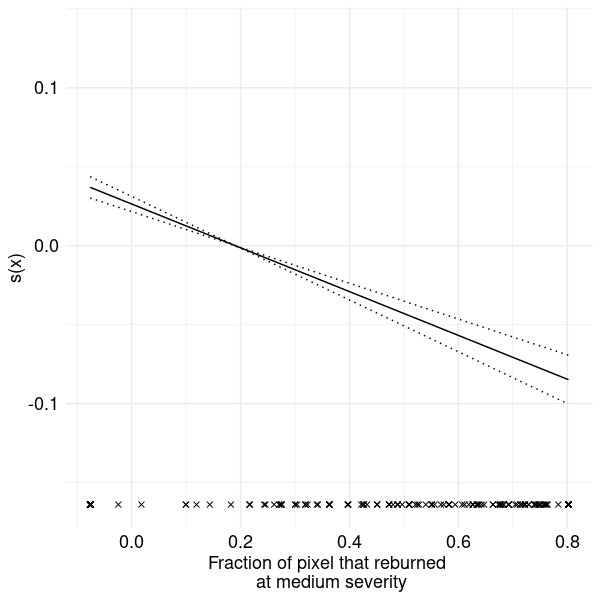 0.1
0.0
-0.1
s(x)
0.0 0.2 0.4 0.6 0.8
Fraction of pixel that reburned
at medium severity